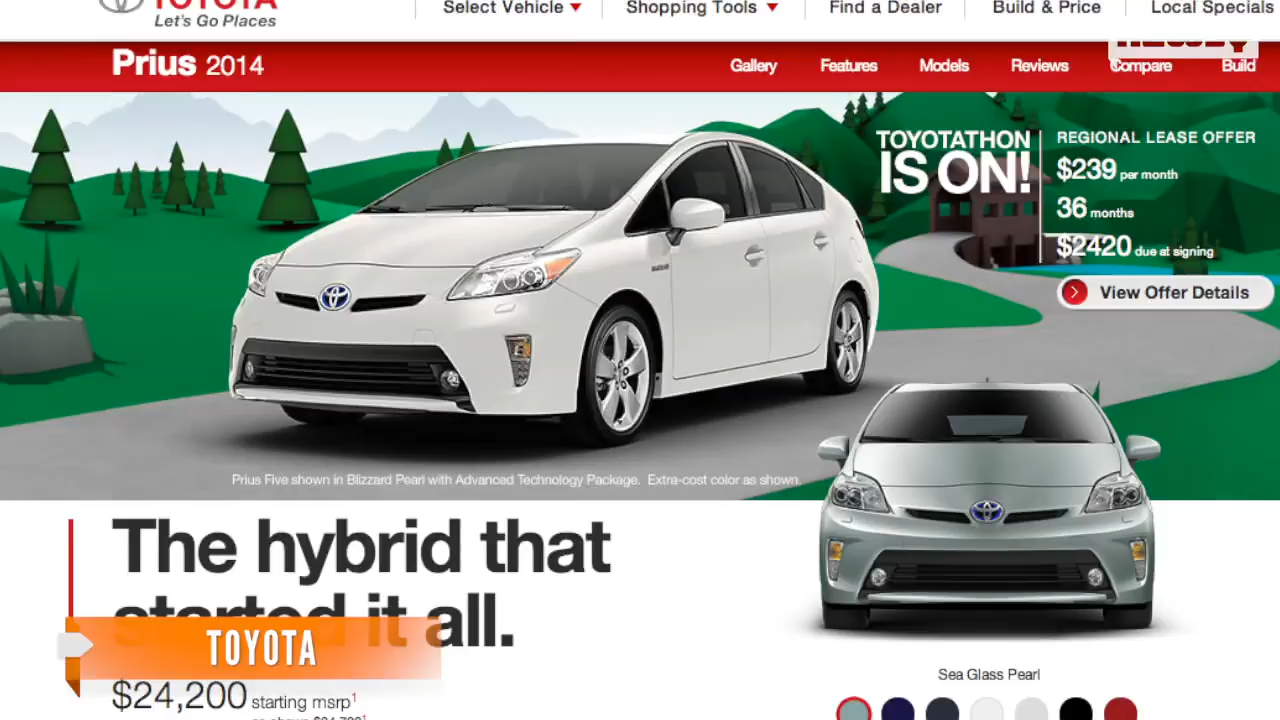 TOYOTA
Let's Go Places
Select Vehicle
Shopping Tools
Find a Dealer
Build & Price
Local Specials
Prius 2014
Gallery
Features
Models
Reviews
Compare
Build
TOYOTATHON
IS ON!
REGIONAL LEASE OFFER
$239 per month
36 months
$2420 due at signing
View Offer Details
Prius Five shown in Blizzard Pearl with Advanced Technology Package. Extra-cost color as shown.
The hybrid that
started it all.
TOYOTA
$24,200 starting msrp1
Sea Glass Pearl